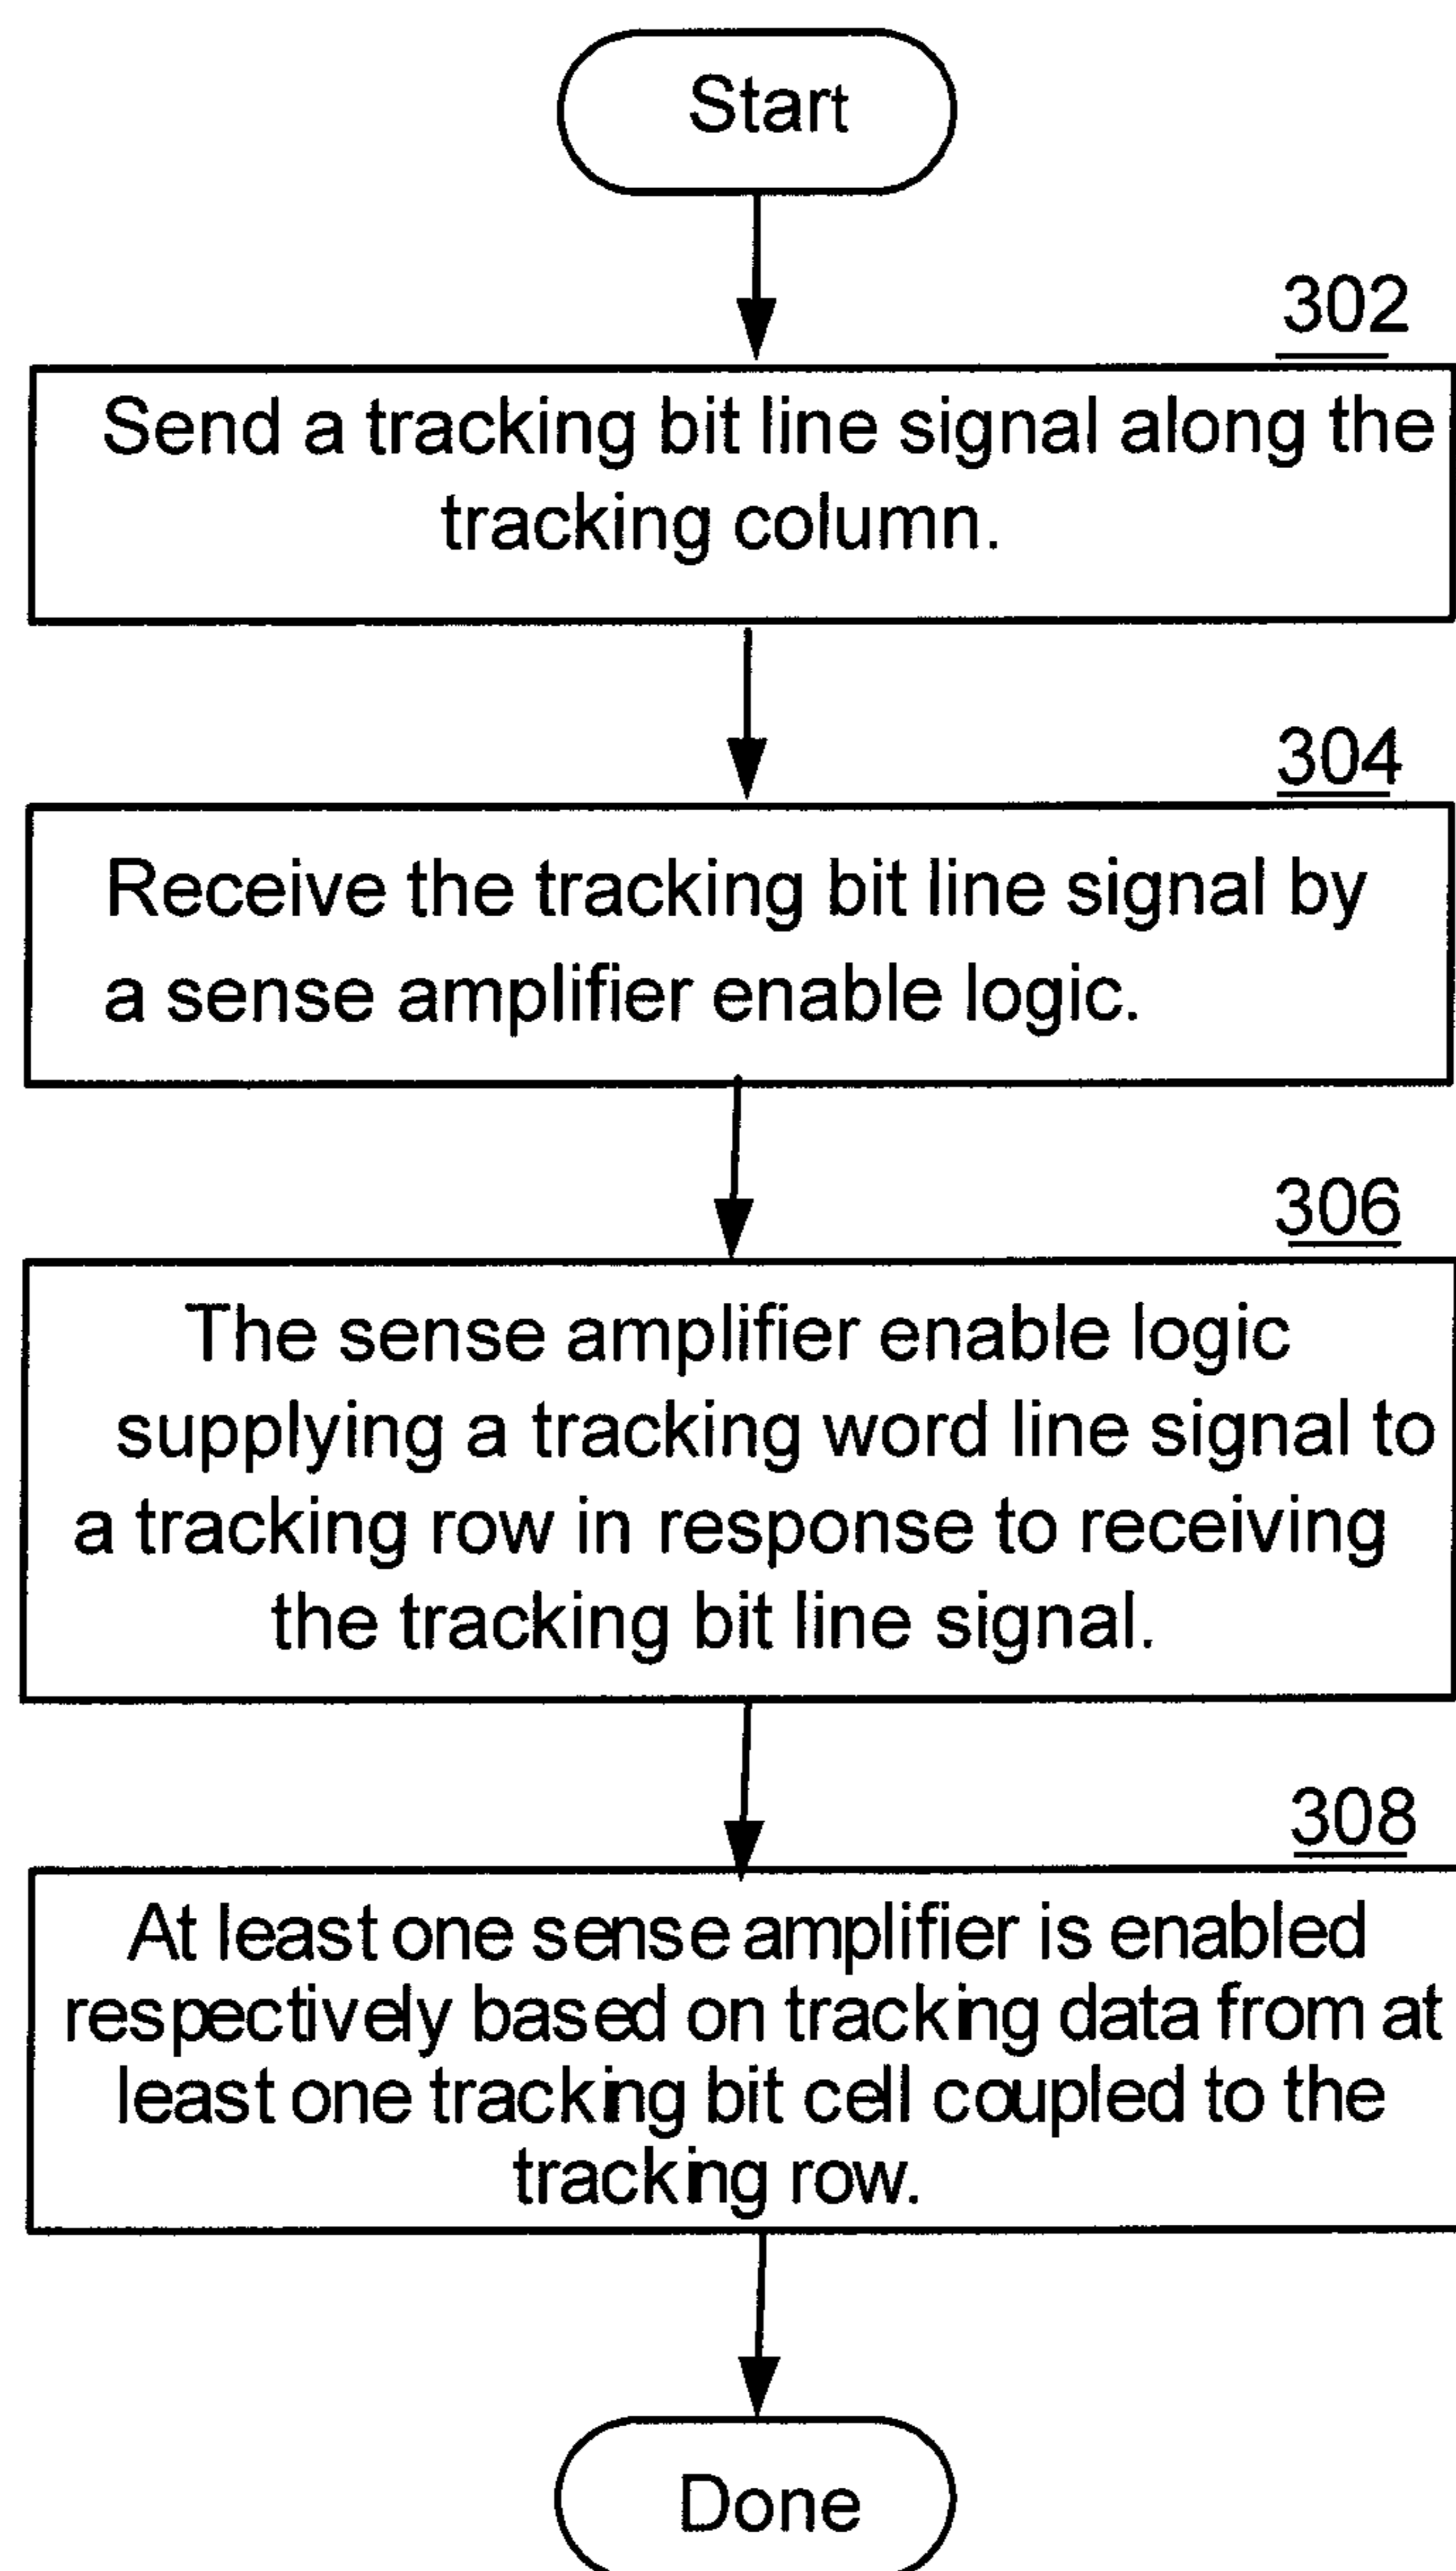 Start
302
Send a tracking bit line signal along the
tracking column.
304
Receive the tracking bit line signal by
a sense amplifier enable logic.
306
The sense amplifier enable logic
supplying a tracking word line signal to
a tracking row in response to receiving
the tracking bit line signal.
308
At least one sense amplifier is enabled
respectively based on tracking data from at
least one tracking bit cell coupled to the
tracking row.
Done